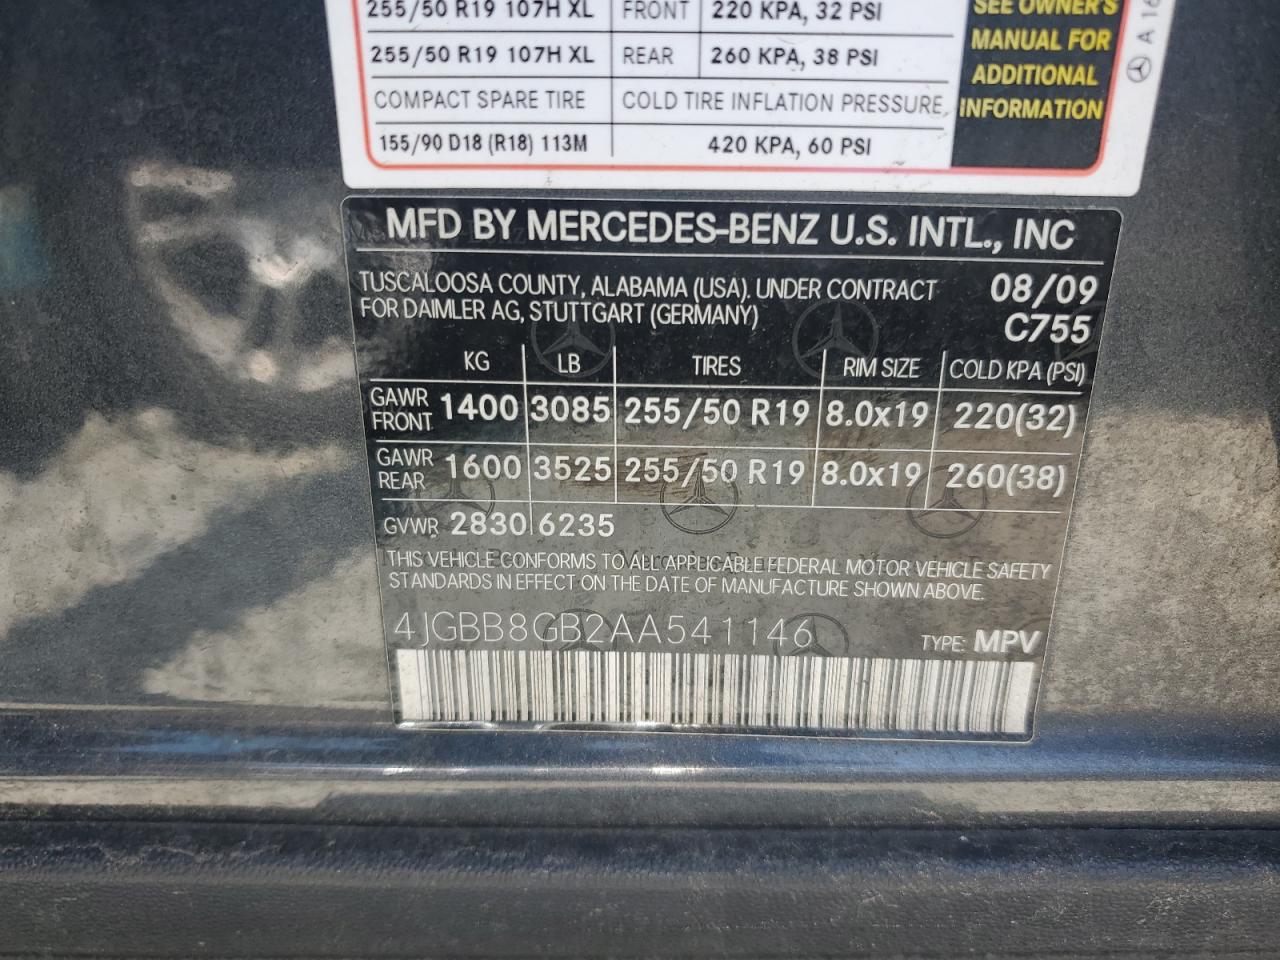 255/50 R19 107H XL FRONT 220 KPA, 32 PSI
255/50 R19 107H XL REAR 260 KPA, 38 PSI
COMPACT SPARE TIRE COLD TIRE INFLATION PRESSURE
155/90 D18 (R18) 113M 420 KPA, 60 PSI
SEE OWNER'S
MANUAL FOR
ADDITIONAL
INFORMATION
A 16
MFD BY MERCEDES-BENZ U.S. INTL., INC
TUSCALOOSA COUNTY, ALABAMA (USA). UNDER CONTRACT 08/09
FOR DAIMLER AG, STUTTGART (GERMANY) C755
KG LB TIRES RIM SIZE COLD KPA (PSI)
GAWR FRONT 1400 3085 255/50 R19 8.0x19 220(32)
GAWR REAR 1600 3525 255/50 R19 8.0x19 260(38)
GVWR 2830 6235
THIS VEHICLE CONFORMS TO ALL APPLICABLE FEDERAL MOTOR VEHICLE SAFETY
STANDARDS IN EFFECT ON THE DATE OF MANUFACTURE SHOWN ABOVE.
4JGBB8GB2AA541146 TYPE: MPV